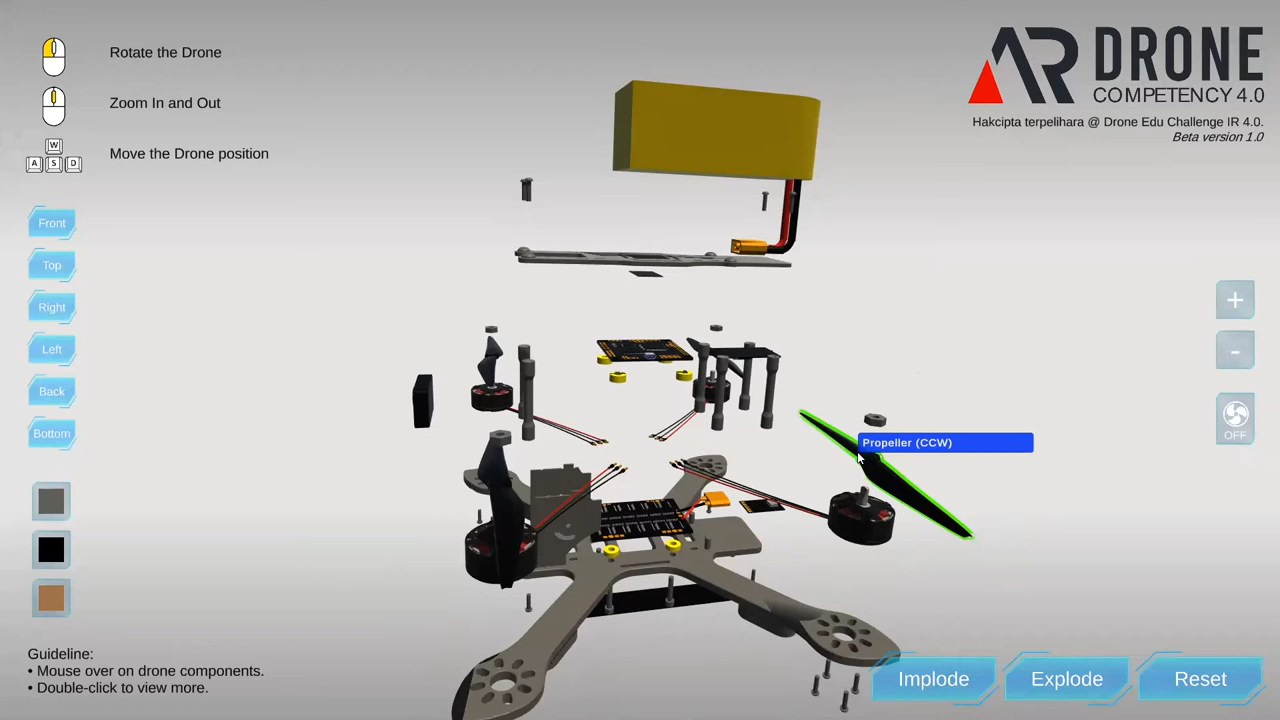 Rotate the Drone
Zoom In and Out
W
A S D
Move the Drone position
AR DRONE
COMPETENCY 4.0
Hakcipta terpelihara @ Drone Edu Challenge IR 4.0.
Beta version 1.0
Front
Top
Right
Left
Back
Bottom
+
-
OFF
Propeller (CCW)
Guideline:
• Mouse over on drone components.
• Double-click to view more.
Implode
Explode
Reset